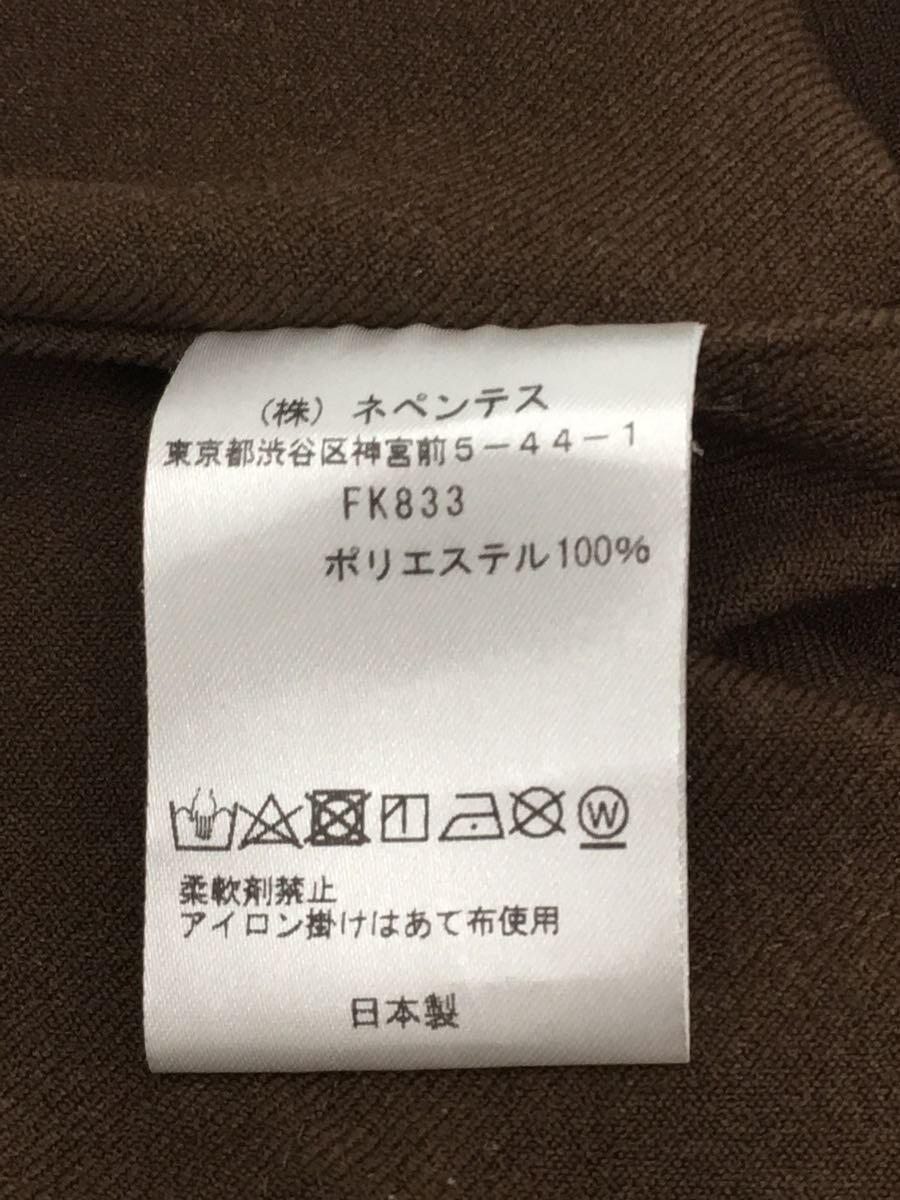 (株) ネペンテス
東京都渋谷区神宮前5-44-1
FK833
ポリエステル100%
W
柔軟剤禁止
アイロン掛けはあて布使用
日本製